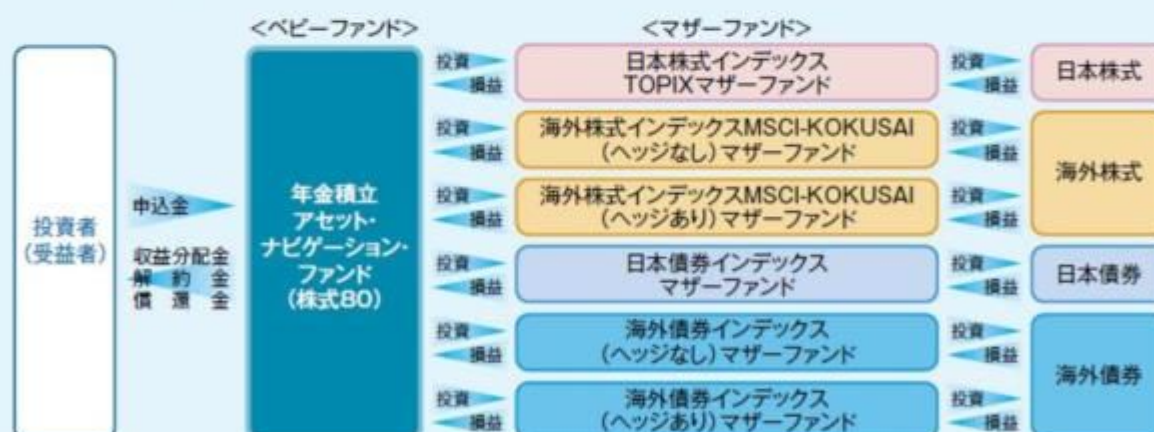 <ベビーファンド>
<マザーファンド>
投資者
(受益者)
申込金
収益分配金
解約金
償還金
年金積立
アセット・
ナビゲーション・
ファンド
(株式80)
投資
損益
日本株式インデックス
TOPIXマザーファンド
投資
損益
日本株式
投資
損益
海外株式インデックスMSCI-KOKUSAI
(ヘッジなし)マザーファンド
投資
損益
海外株式
投資
損益
海外株式インデックスMSCI-KOKUSAI
(ヘッジあり)マザーファンド
投資
損益
投資
損益
日本債券インデックス
マザーファンド
投資
損益
日本債券
投資
損益
海外債券インデックス
(ヘッジなし)マザーファンド
投資
損益
海外債券
投資
損益
海外債券インデックス
(ヘッジあり)マザーファンド
投資
損益